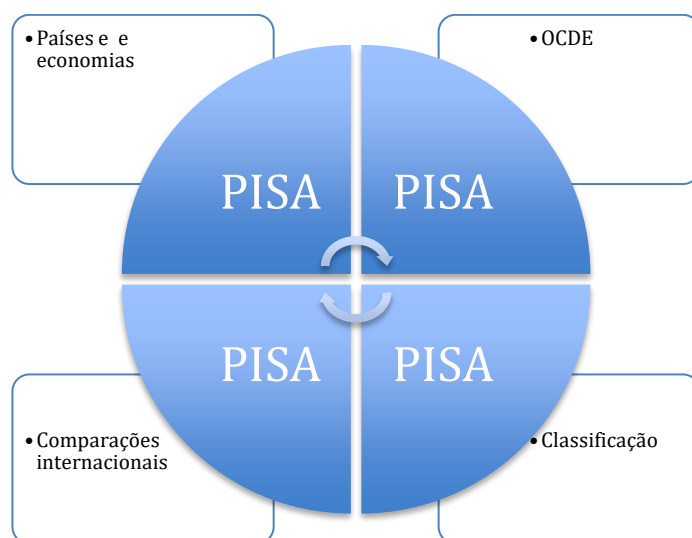 • Países e  e
economias
• OCDE
PISA
PISA
PISA
PISA
• Comparações
internacionais
• Classificação